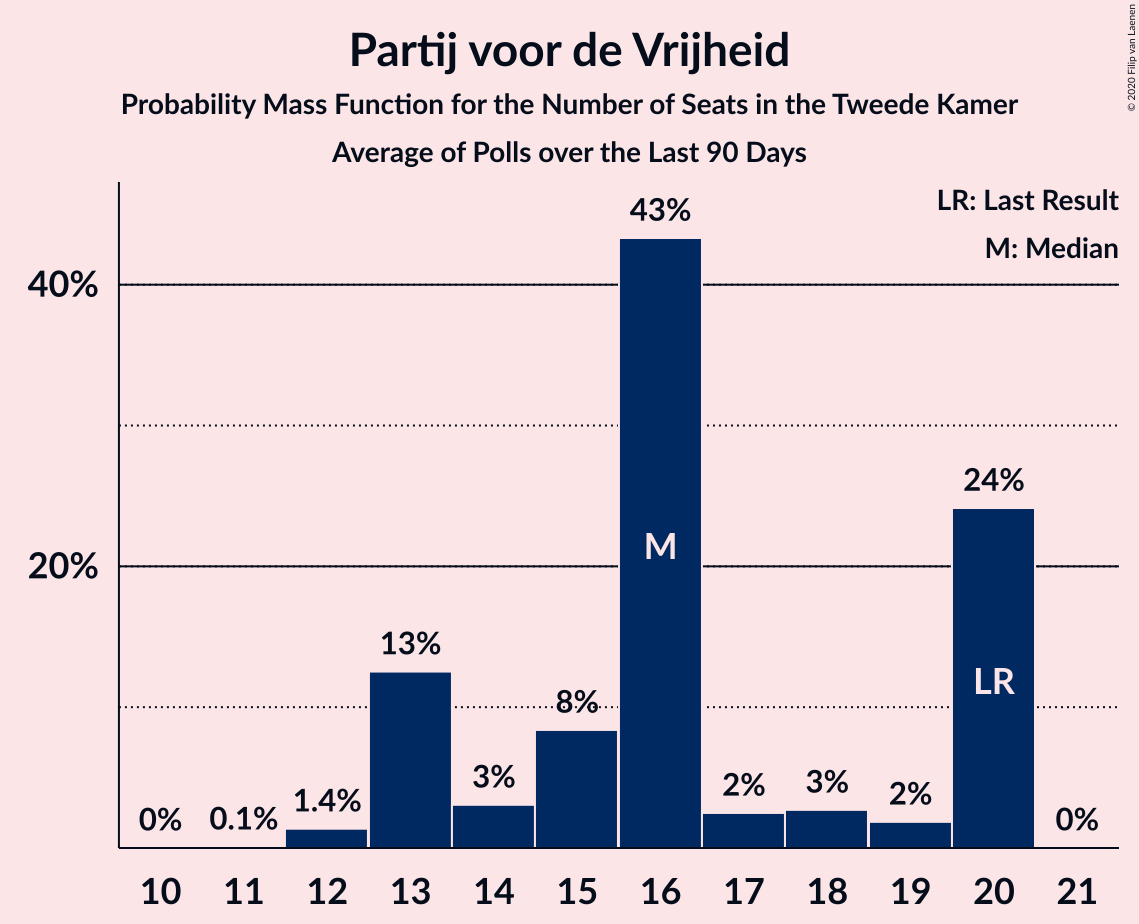 Partij voor de Vrijheid
Probability Mass Function for the Number of Seats in the Tweede Kamer
Average of Polls over the Last 90 Days
© 2020 Filip van Laenen
LR: Last Result
M: Median
40%
20%
0%
0.1%
1.4%
13%
3%
8%
43%
M
2%
3%
2%
24%
LR
0%
10 11 12 13 14 15 16 17 18 19 20 21